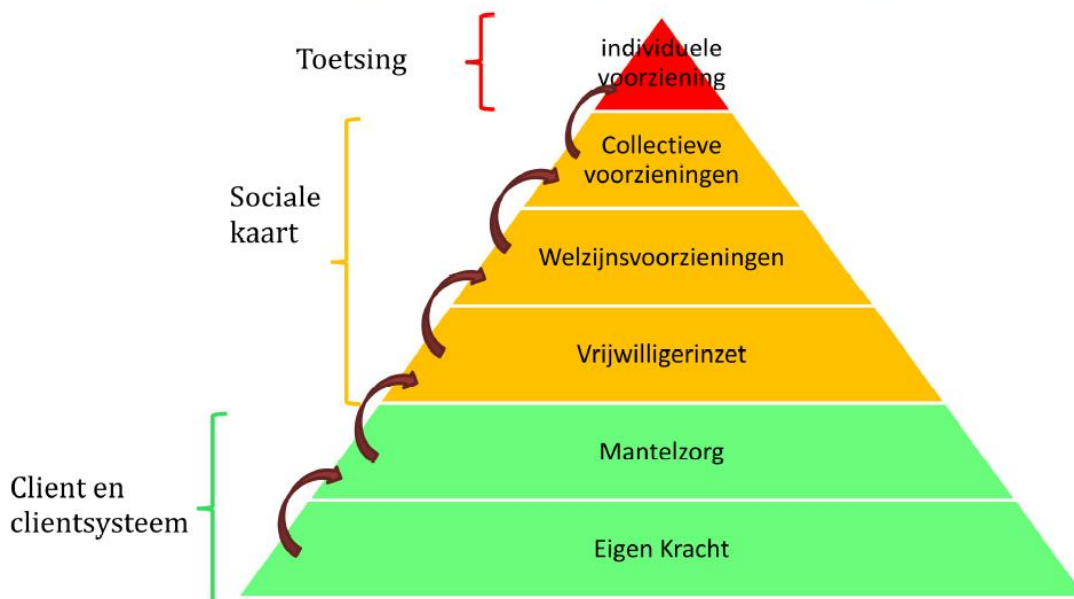 Toetsing
individuele
voorziening
Collectieve
voorzieningen
Sociale
kaart
Welzijnsvoorzieningen
Vrijwilligerinzet
Mantelzorg
Client en
clientsysteem
Eigen Kracht